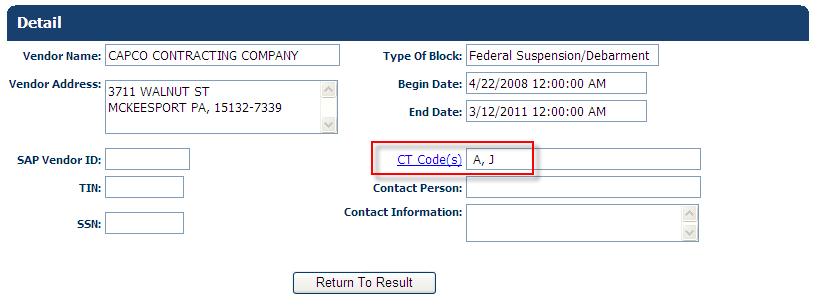 Detail
Vendor Name: CAPCO CONTRACTING COMPANY
Type Of Block: Federal Suspension/Debarment
Vendor Address: 3711 WALNUT ST
MCKEESPORT PA, 15132-7339
Begin Date: 4/22/2008 12:00:00 AM
End Date: 3/12/2011 12:00:00 AM
SAP Vendor ID:
CT Code(s) A, J
TIN:
Contact Person:
SSN:
Contact Information:
Return To Result